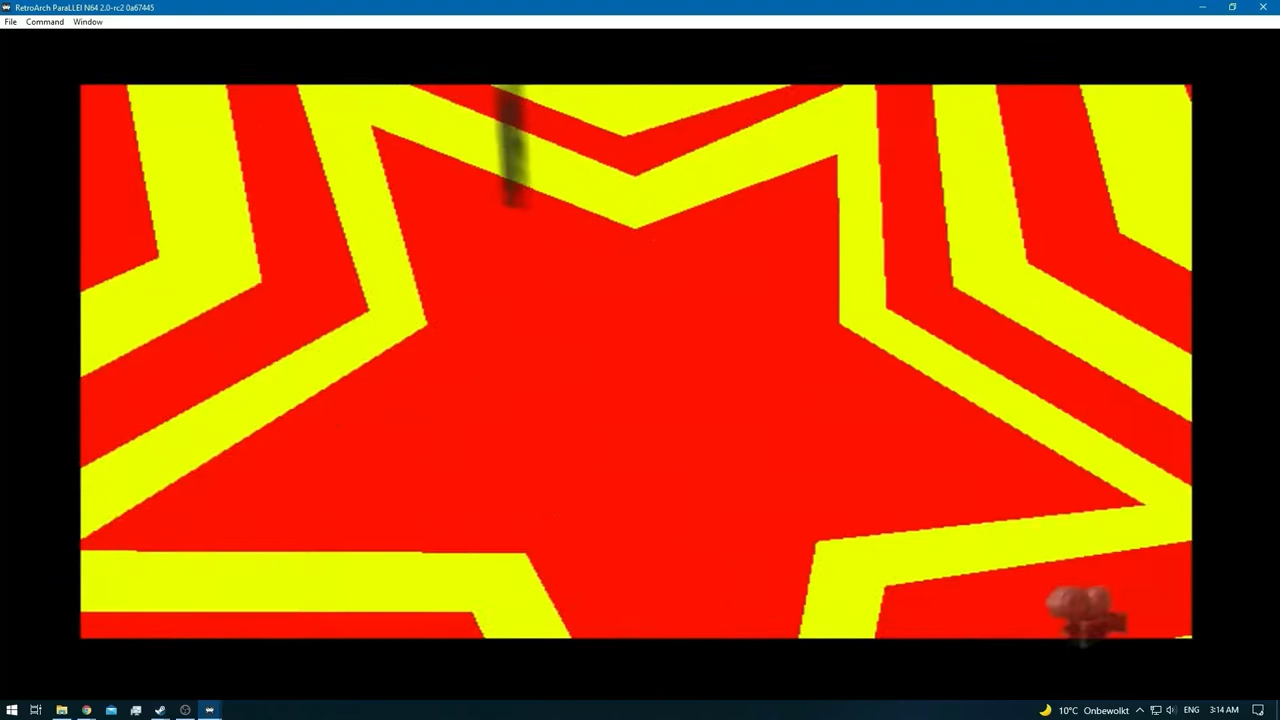 RetroArch ParaLLEl N64 2.0-rc2 0a67445
File Command Window
10°C Onbewolkt ENG 3:14 AM